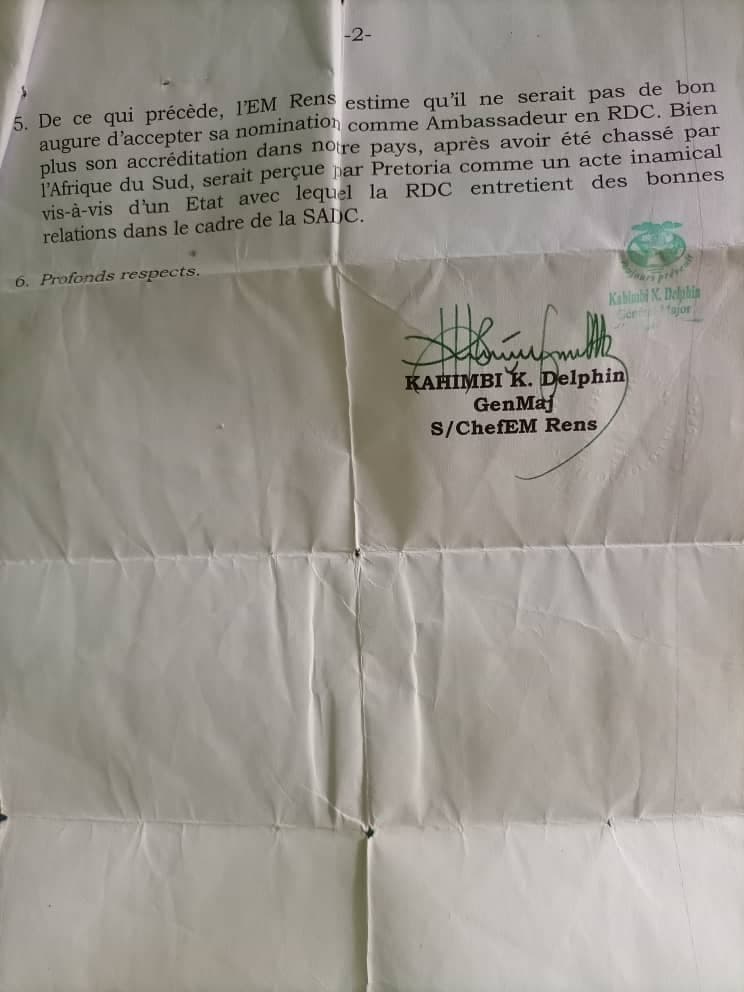 -2-
5. De ce qui précède, l'EM Rens estime qu'il ne serait pas de bon
augure d'accepter sa nomination comme Ambassadeur en RDC. Bien
plus son accréditation dans notre pays, après avoir été chassé par
l'Afrique du Sud, serait perçue par Pretoria comme un acte inamical
vis-à-vis d'un Etat avec lequel la RDC entretient des bonnes
relations dans le cadre de la SADC.
6. Profonds respects.
Kahimbi K. Delphin
Major
KAHIMBI K. Delphin
GenMaj
S/ChefEM Rens